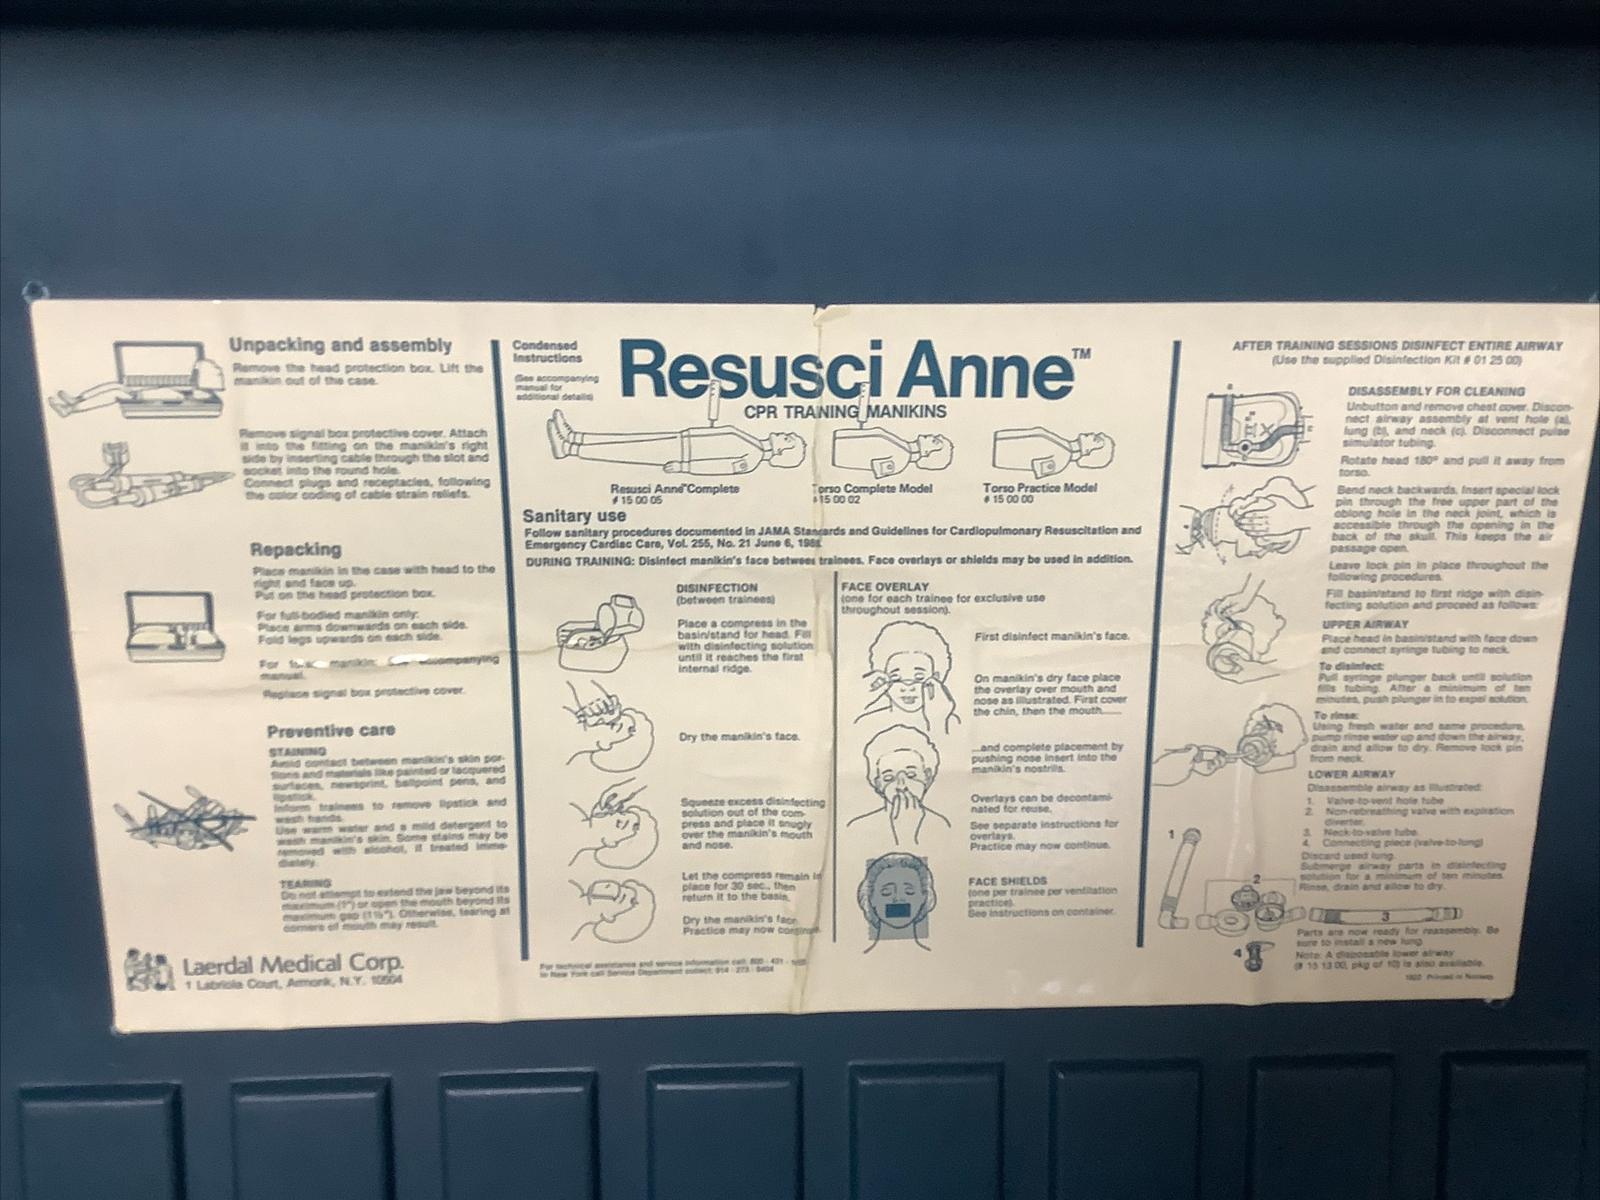 Unpacking and assembly
Remove the head protection box. Lift the
manikin out of the case.
Remove signal box protective cover. Attach
it into the fitting on the manikin's right
side by inserting cable through the slot and
socket into the round hole.
Connect plugs and receptacles, following
the color coding of cable strain reliefs.
Repacking
Place manikin in the case with head to the
right and face up.
Put on the head protection box.
For full-bodied manikin only:
Place arms downwards on each side.
Fold legs upwards on each side.
For manikin: accompanying
manual.
Replace signal box protective cover.
Preventive care
STAINING
Avoid contact between manikin's skin por-
tions and materials like painted or lacquered
surfaces, newsprint, ballpoint pens, and
lipstick.
Inform trainees to remove lipstick and
wash hands.
Use warm water and a mild detergent to
wash manikin's skin. Some stains may be
removed with alcohol, if treated imme-
diately.
TEARING
Do not attempt to extend the jaw beyond its
maximum (1") or open the mouth beyond its
maximum gap (1½"). Otherwise, tearing at
corners of mouth may result.
Laerdal Medical Corp.
1 Labriola Court, Armonk, N.Y. 10504
Condensed
Instructions
(See accompanying
manual for
additional details)
Resusci Anne™
CPR TRAINING MANIKINS
Resusci Anne™Complete
# 15 00 05
Torso Complete Model
#15 00 02
Torso Practice Model
# 15 00 00
Sanitary use
Follow sanitary procedures documented in JAMA Standards and Guidelines for Cardiopulmonary Resuscitation and
Emergency Cardiac Care, Vol. 255, No. 21 June 6,
DURING TRAINING: Disinfect manikin's face between trainees. Face overlays or shields may be used in addition.
DISINFECTION
(between trainees)
Place a compress in the
basin/stand for head. Fill
with disinfecting solution
until it reaches the first
internal ridge.
Dry the manikin's face.
Squeeze excess disinfecting
solution out of the com-
press and place it snugly
over the manikin's mouth
and nose.
Let the compress remain in
place for 30 sec., then
return it to the basin.
Dry the manikin's face.
Practice may now continue.
For technical assistance and service information call: 800 - 431 -
In New York call Service Department collect: 914 - 273 - 9404
FACE OVERLAY
(one for each trainee for exclusive use
throughout session).
First disinfect manikin's face.
On manikin's dry face place
the overlay over mouth and
nose as illustrated. First cover
the chin, then the mouth......
...and complete placement by
pushing nose insert into the
manikin's nostrils.
Overlays can be decontami-
nated for reuse.
See separate instructions for
overlays.
Practice may now continue.
FACE SHIELDS
(one per trainee per ventilation
practice).
See instructions on container.
AFTER TRAINING SESSIONS DISINFECT ENTIRE AIRWAY
(Use the supplied Disinfection Kit # 01 25 00)
DISASSEMBLY FOR CLEANING
Unbutton and remove chest cover. Discon-
nect airway assembly at vent hole (a),
lung (b), and neck (c). Disconnect pulse
simulator tubing.
Rotate head 180° and pull it away from
torso.
Bend neck backwards. Insert special lock
pin through the free upper part of the
oblong hole in the neck joint, which is
accessible through the opening in the
back of the skull. This keeps the air
passage open.
Leave lock pin in place throughout the
following procedures.
Fill basin/stand to first ridge with disin-
fecting solution and proceed as follows:
UPPER AIRWAY
Place head in basin/stand with face down
and connect syringe tubing to neck.
To disinfect:
Pull syringe plunger back until solution
fills tubing. After a minimum of ten
minutes, push plunger in to expel solution.
To rinse:
Using fresh water and same procedure,
pump rinse water up and down the airway,
drain and allow to dry. Remove lock pin
from neck.
LOWER AIRWAY
Disassemble airway as illustrated:
1. Valve-to-vent hole tube
2. Non-rebreathing valve with expiration
diverter.
3. Neck-to-valve tube.
4. Connecting piece (valve-to-lung)
Discard used lung.
Submerge airway parts in disinfecting
solution for a minimum of ten minutes.
Rinse, drain and allow to dry.
1
2
3
4
Parts are now ready for reassembly. Be
sure to install a new lung.
Note: A disposable lower airway
(# 15 13 00, pkg of 10) is also available.
Printed in Norway